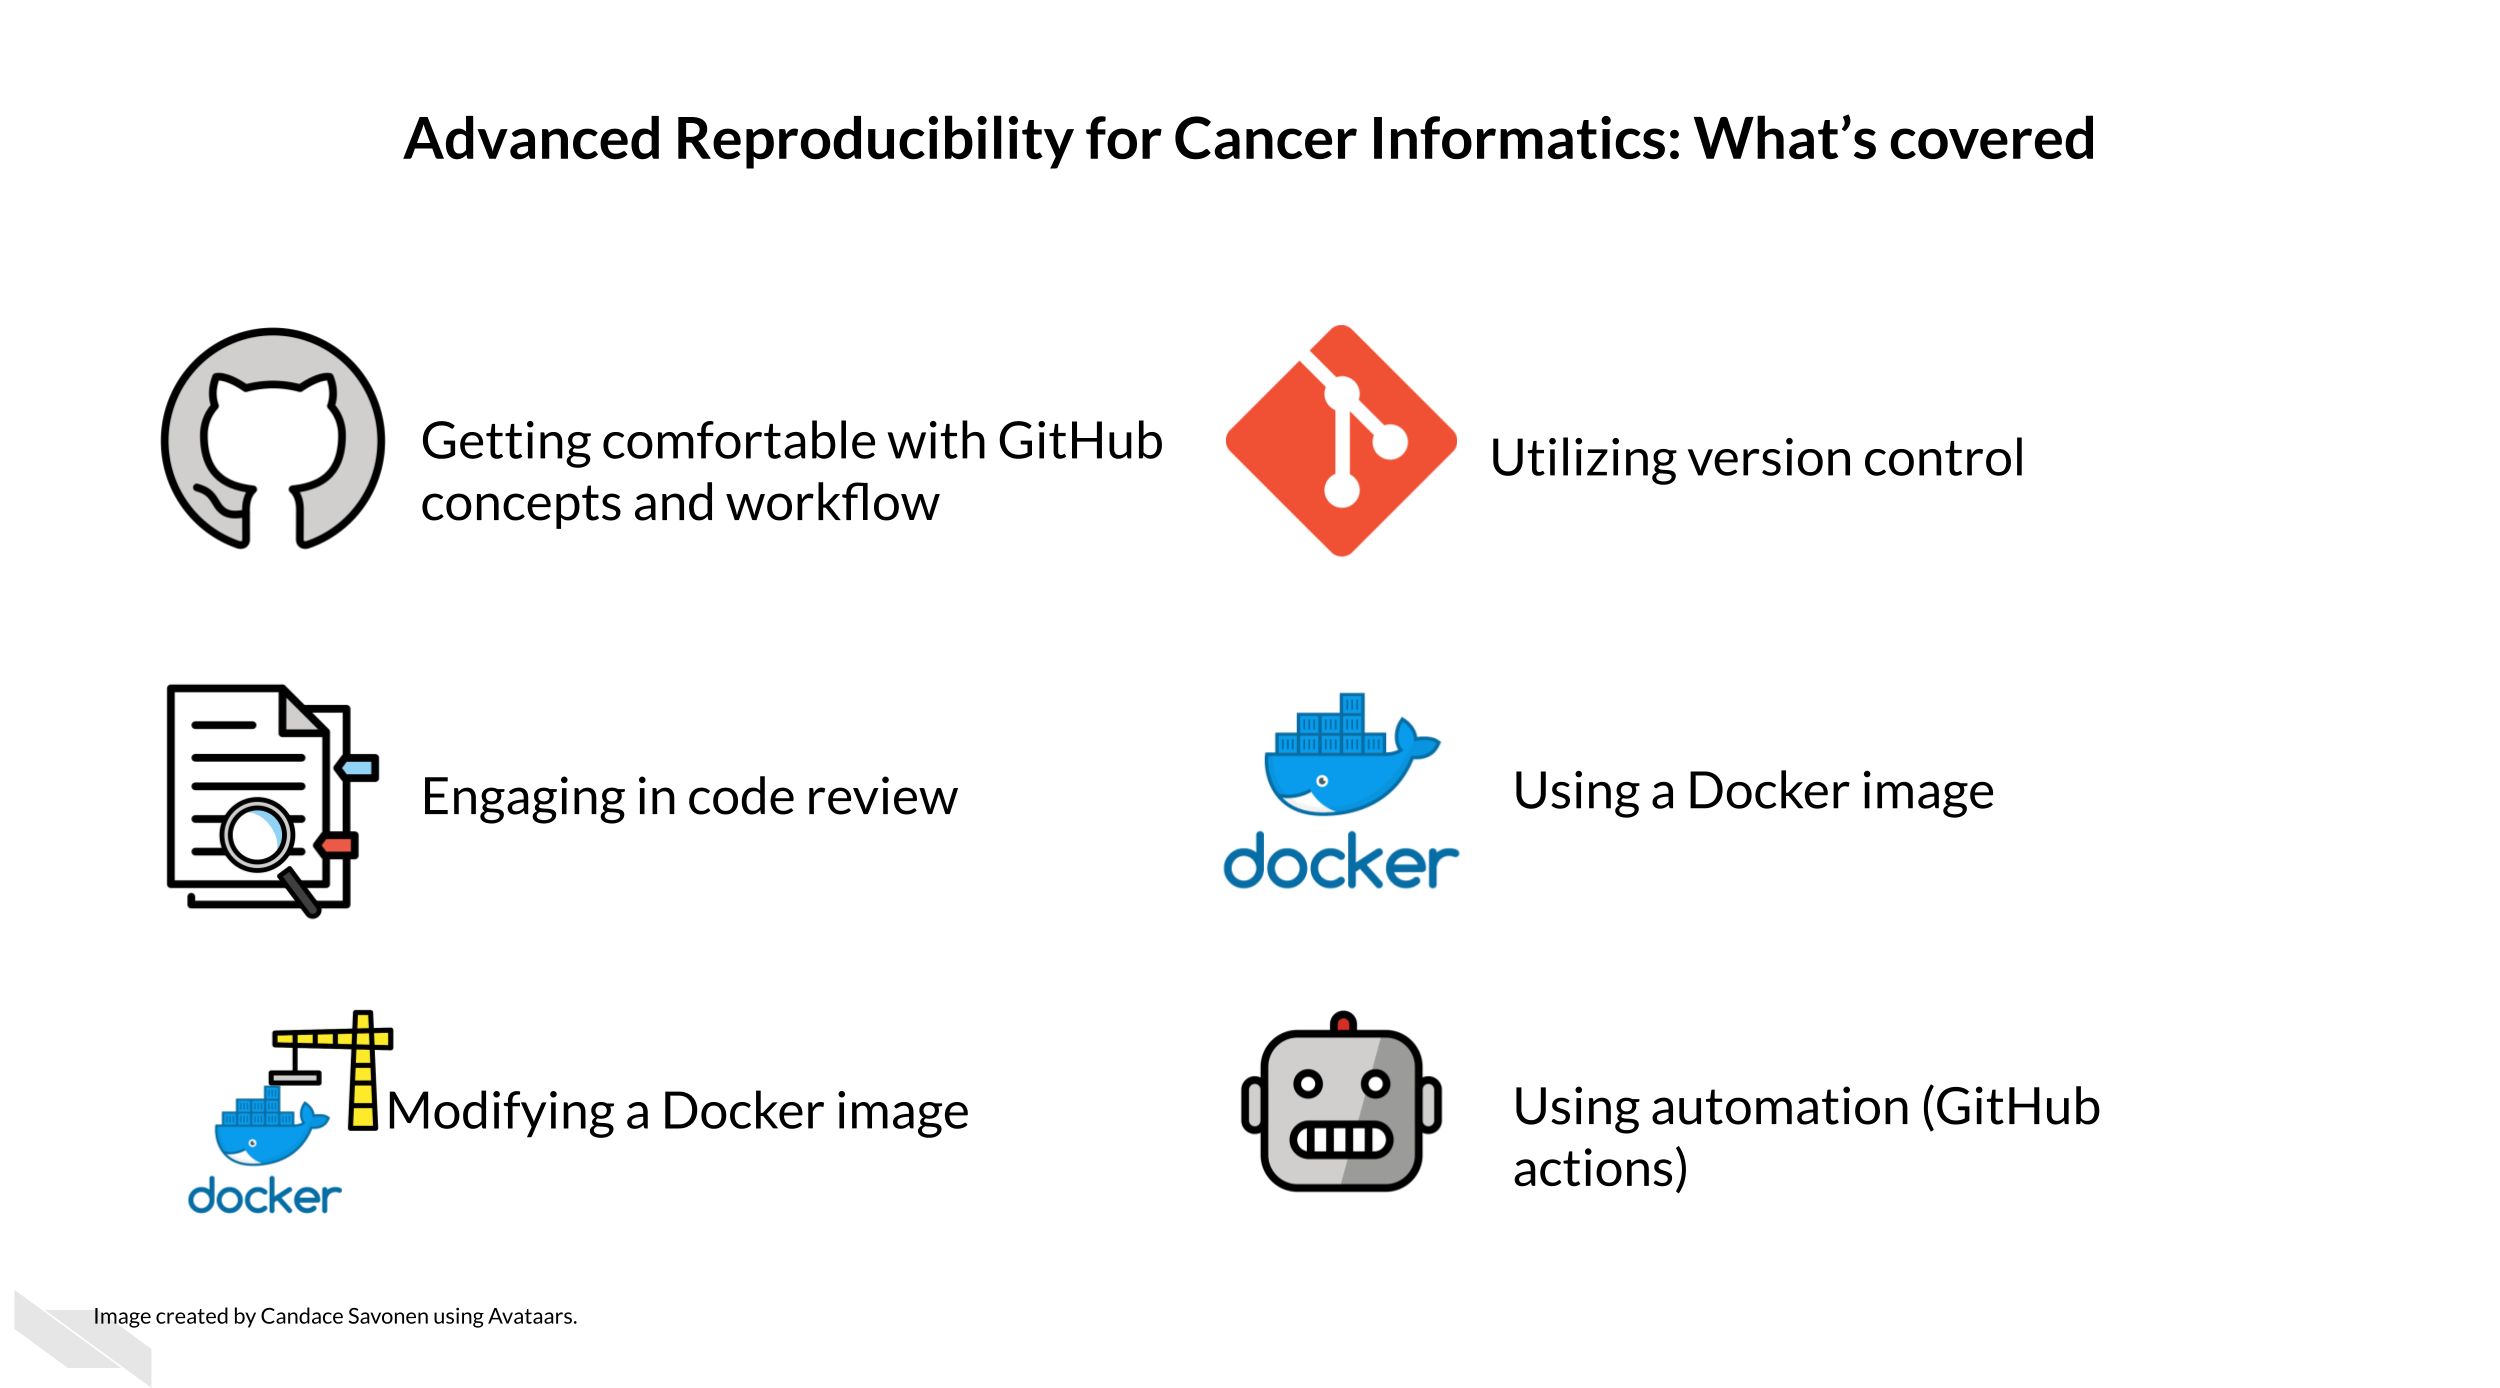 Advanced Reproducibility for Cancer Informatics: What’s covered
Getting comfortable with GitHub
concepts and workflow
Utilizing version control
Engaging in code review
docker
Using a Docker image
docker
Modifying a Docker image
Using automation (GitHub
actions)
Image created by Candace Savonen using Avataars.